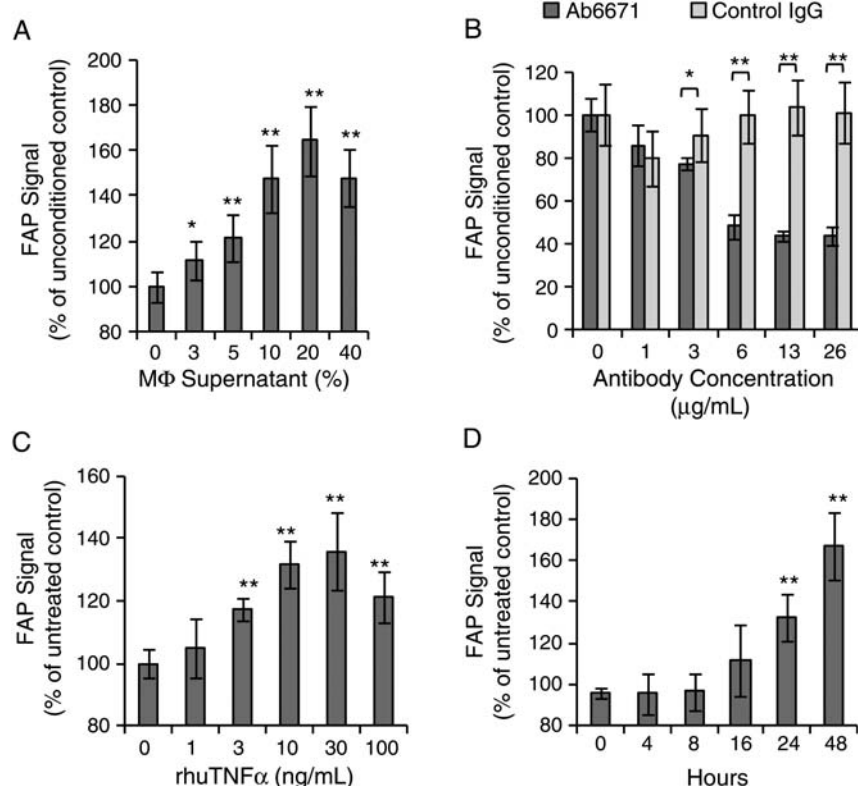 A
FAP Signal
(% of unconditioned control)
200
180
160
140
120
100
80
*
**
**
**
**
0 3 5 10 20 40
MΦ Supernatant (%)
Ab6671 Control IgG
B
FAP Signal
(% of unconditioned control)
120
100
80
60
40
20
0
*
**
**
**
0 1 3 6 13 26
Antibody Concentration
(μg/mL)
C
FAP Signal
(% of untreated control)
160
140
120
100
80
**
**
**
**
0 1 3 10 30 100
rhuTNFα (ng/mL)
D
FAP Signal
(% of untreated control)
200
180
160
140
120
100
80
**
**
0 4 8 16 24 48
Hours